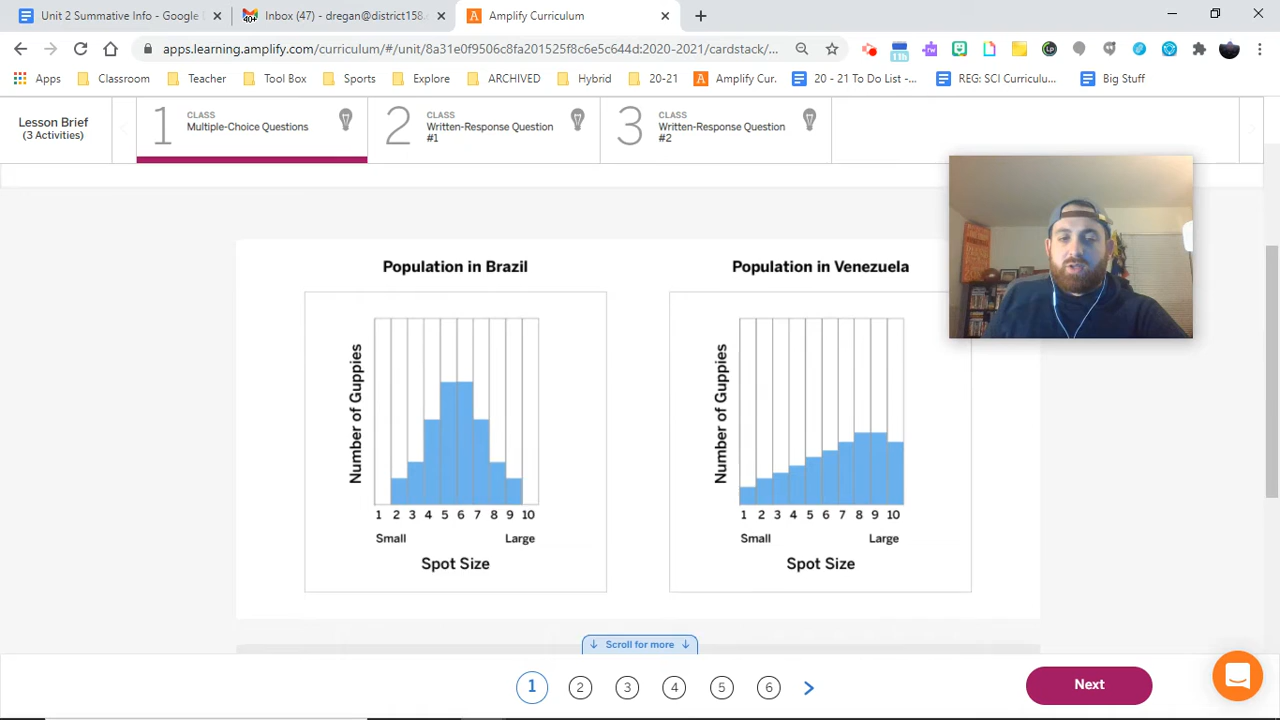 Unit 2 Summative Info - Google
Inbox (47) - dregan@district158.
Amplify Curriculum
apps.learning.amplify.com/curriculum/#/unit/8a31e0f9506c8fa201525f8c6e5c644d:2020-2021/cardstack/...
Apps
Classroom
Teacher
Tool Box
Sports
Explore
ARCHIVED
Hybrid
20-21
Amplify Cur.
20 - 21 To Do List -...
REG: SCI Curriculu...
Big Stuff
Lesson Brief
(3 Activities)
1
CLASS
Multiple-Choice Questions
2
CLASS
Written-Response Question
#1
3
CLASS
Written-Response Question
#2
Population in Brazil
Number of Guppies
1 2 3 4 5 6 7 8 9 10
Small Large
Spot Size
Population in Venezuela
Number of Guppies
1 2 3 4 5 6 7 8 9 10
Small Large
Spot Size
Scroll for more
1 2 3 4 5 6
Next